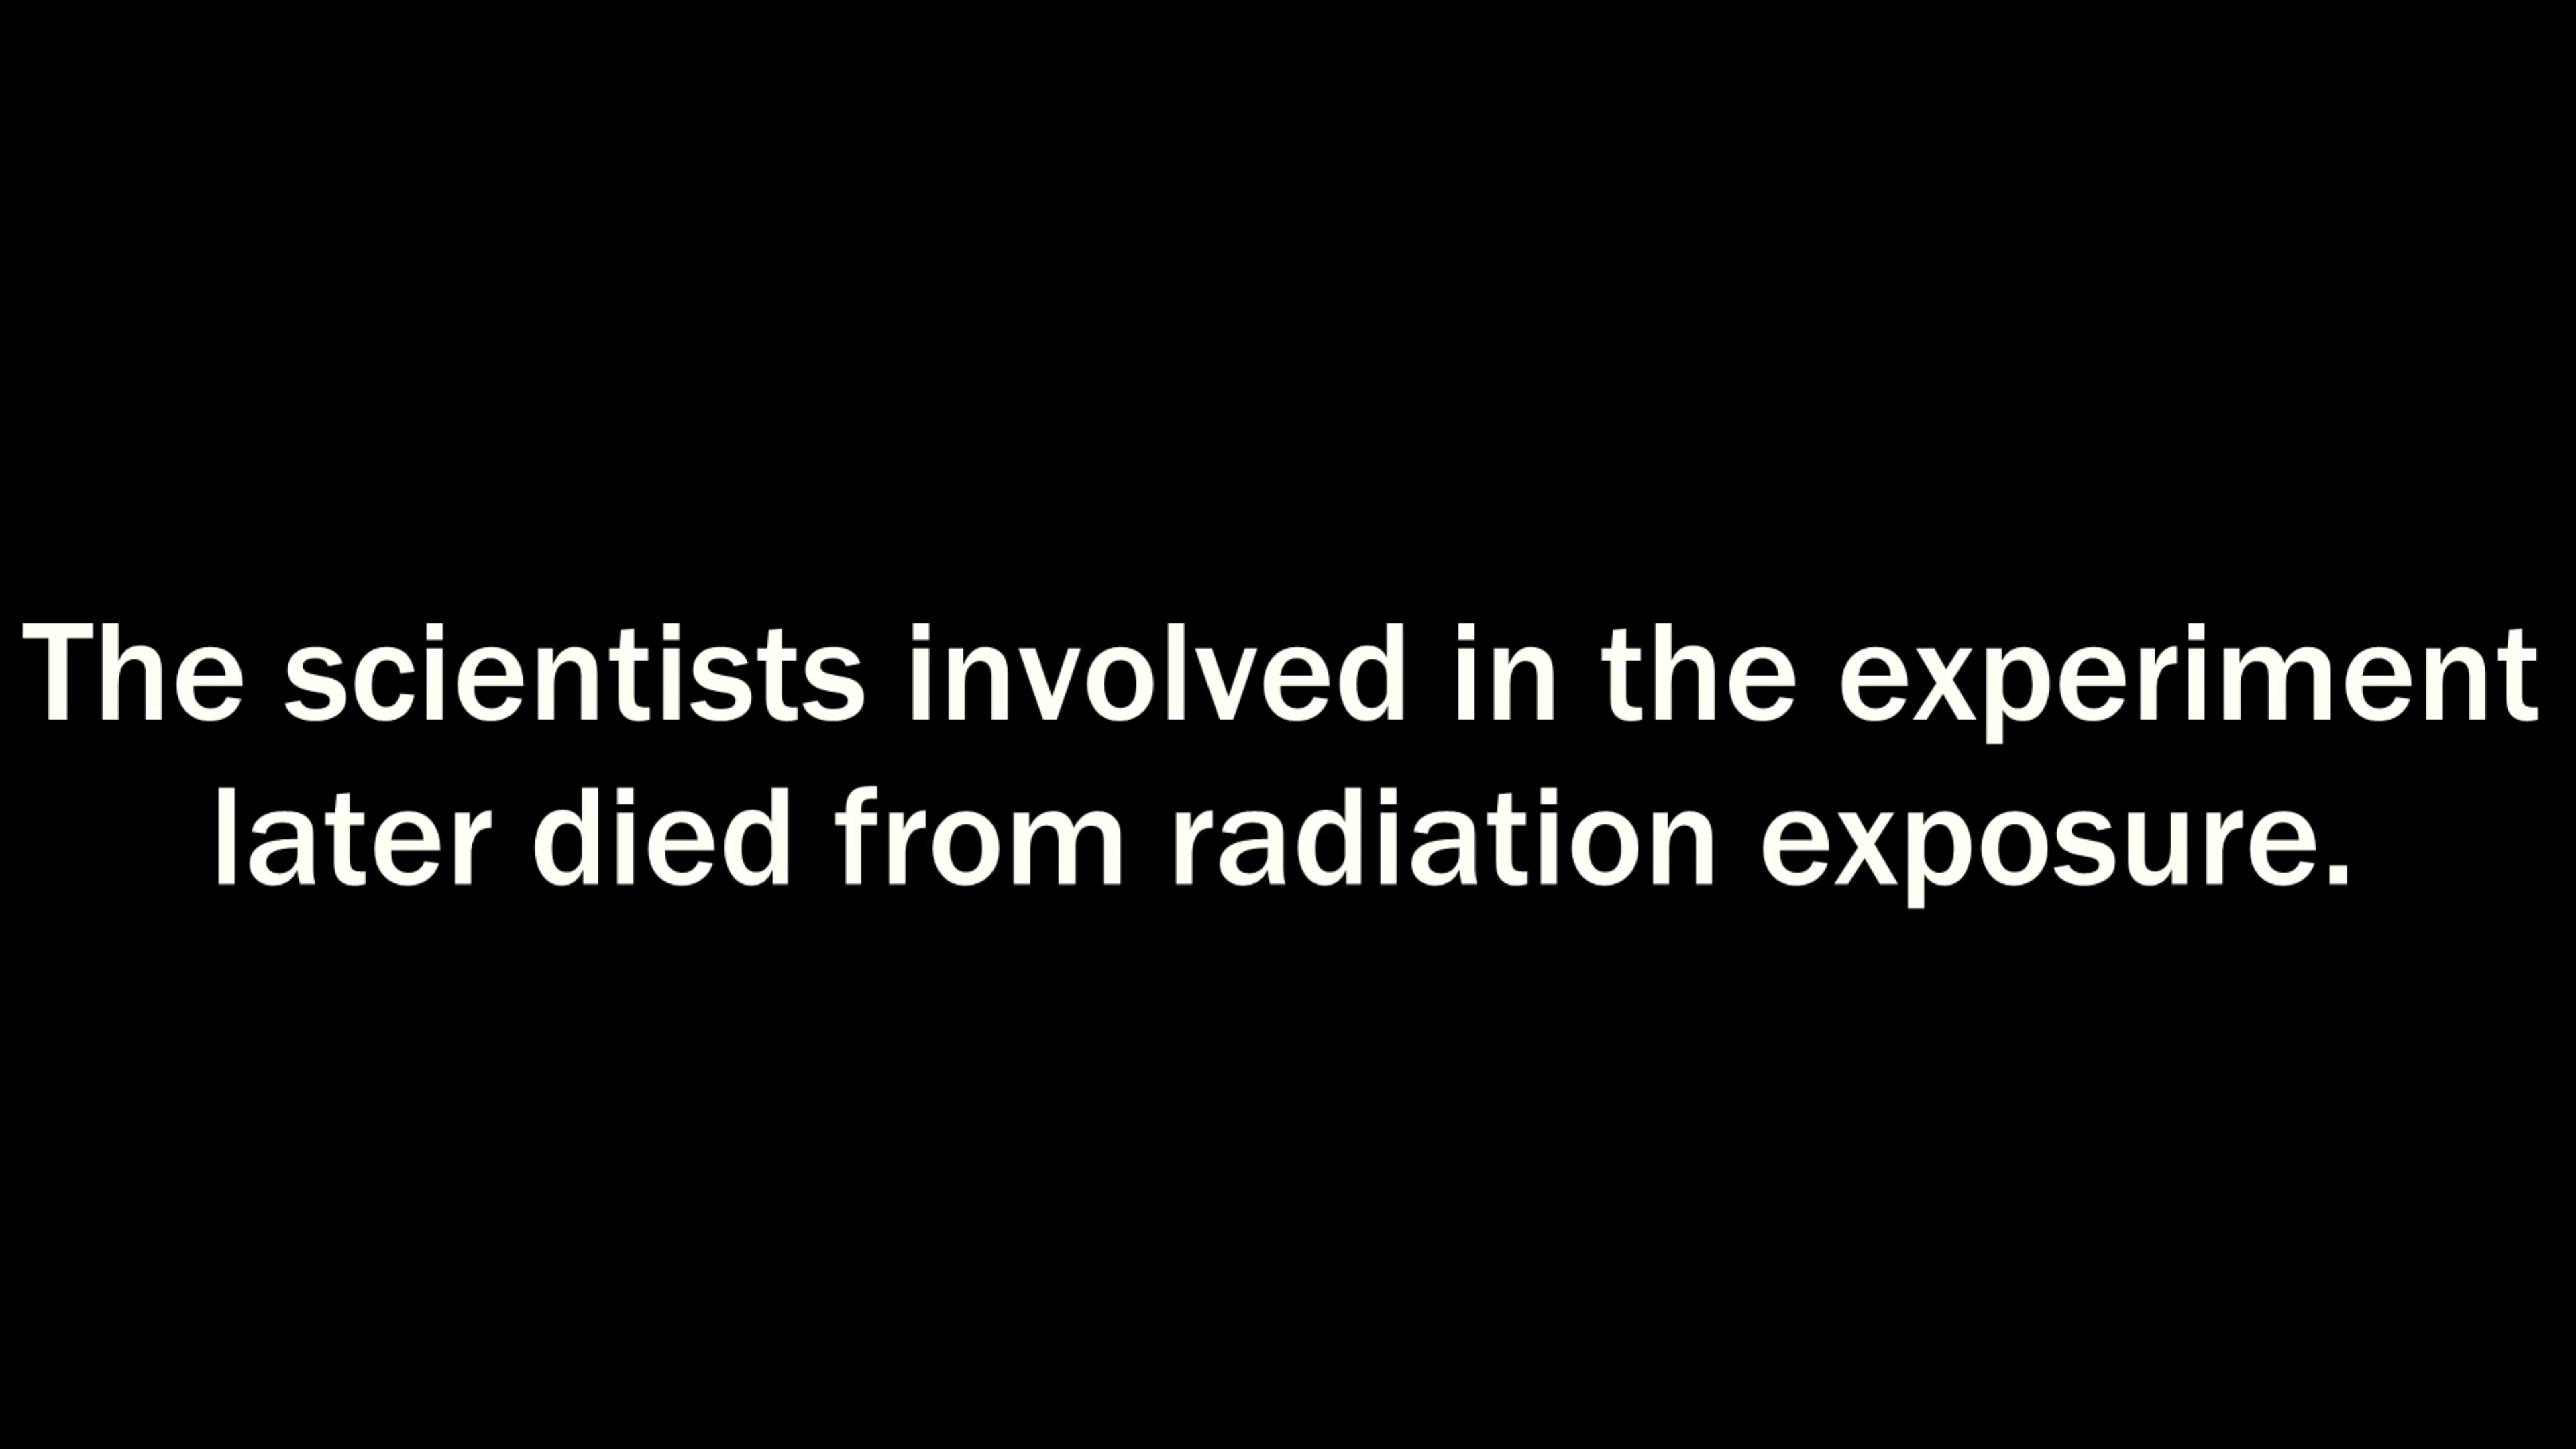 The scientists involved in the experiment
later died from radiation exposure.